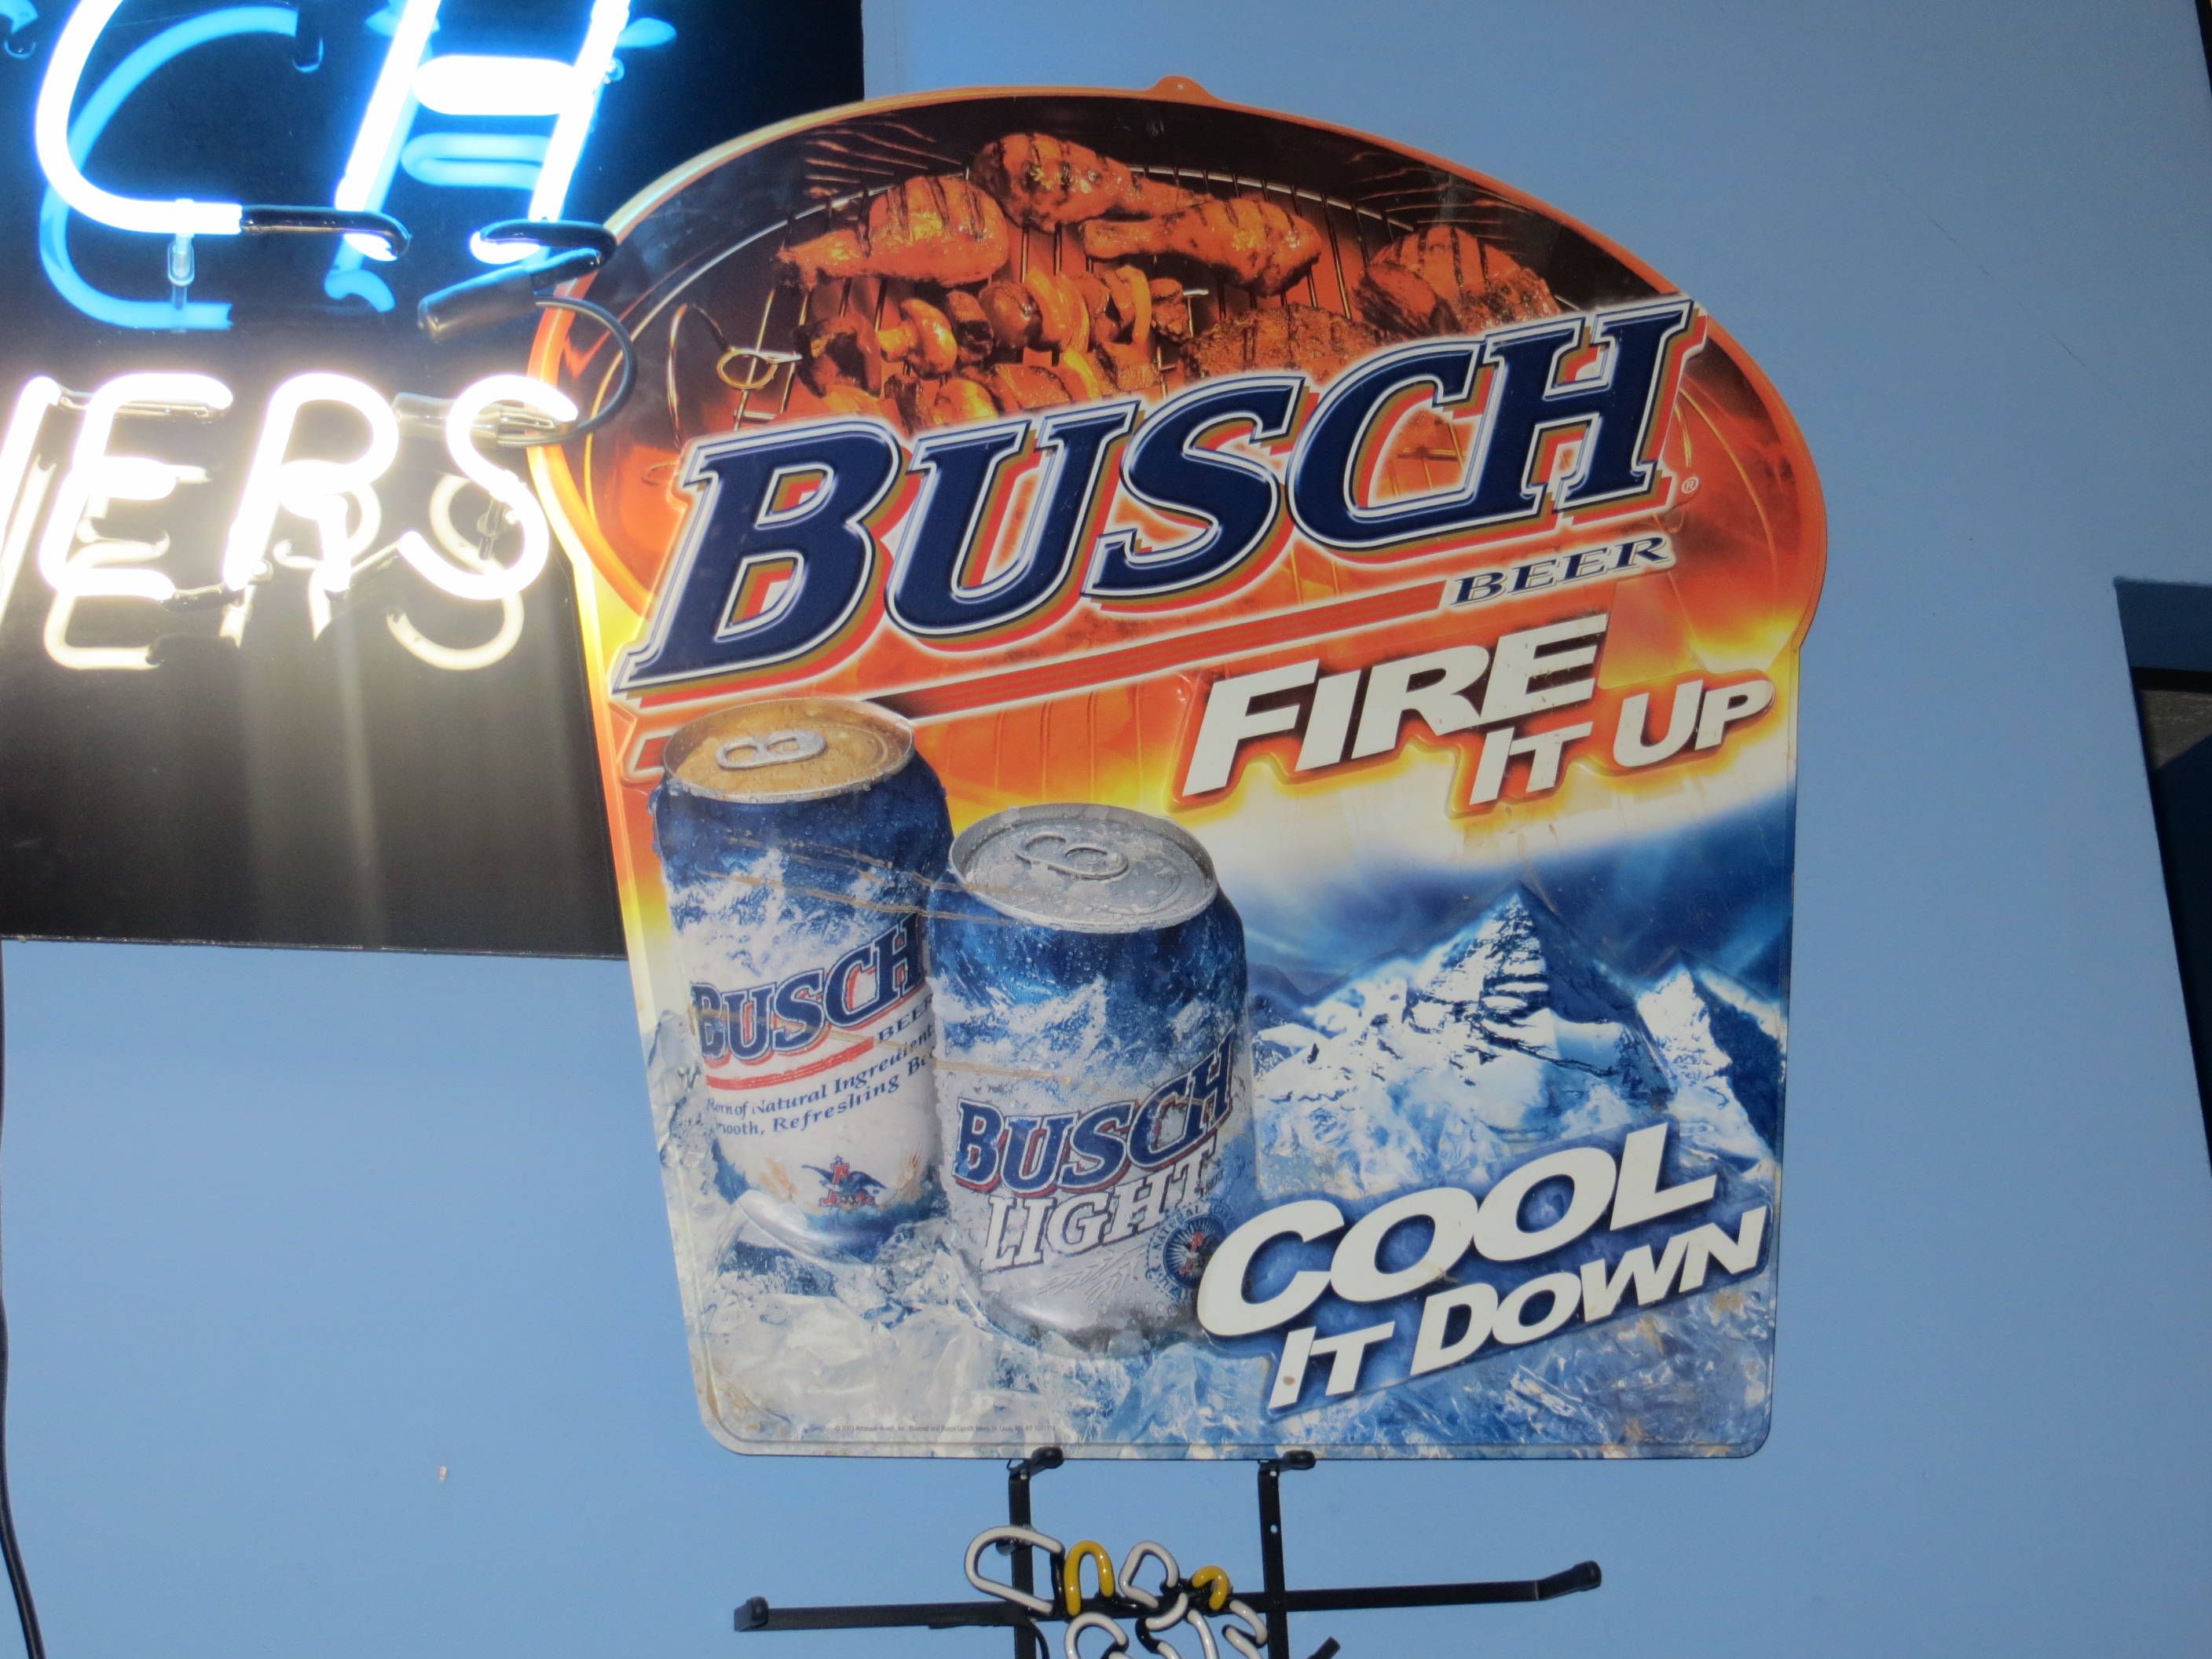 CH
ERS
BUSCH
®
BEER
FIRE
IT UP
BUSCH
BEER
Born of Natural Ingredients
Smooth, Refreshing
BUSCH
LIGHT
COOL
IT DOWN